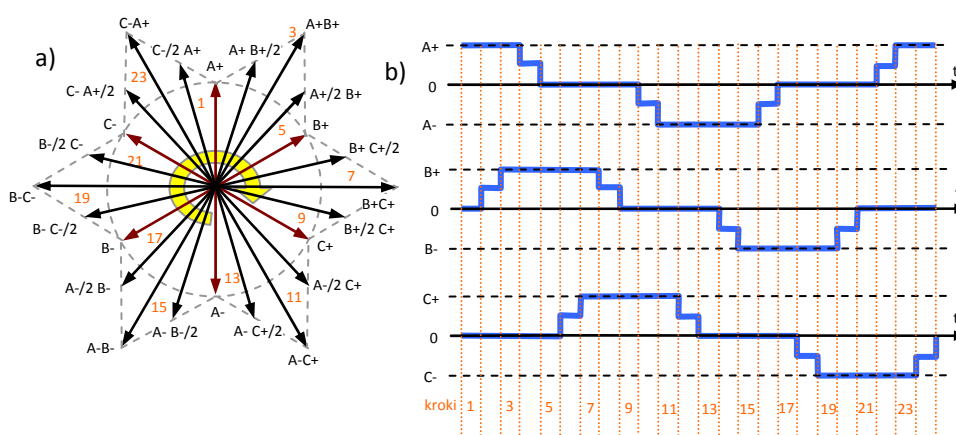 a)
C-A+
3
A+B+
C-/2 A+
A+ B+/2
A+
23
C- A+/2
1
A+/2 B+
C-
5
B+
B-/2 C-
21
B+ C+/2
7
B-C-
19
B+C+
B- C-/2
9
B+/2 C+
B-
17
C+
A-/2 B-
13
A-/2 C+
15
11
A- B-/2
A-
A- C+/2
A-B-
A-C+
b)
A+
t
0
A-
B+
0
B-
C+
t
0
C-
kroki 1 3 5 7 9 11 13 15 17 19 21 23